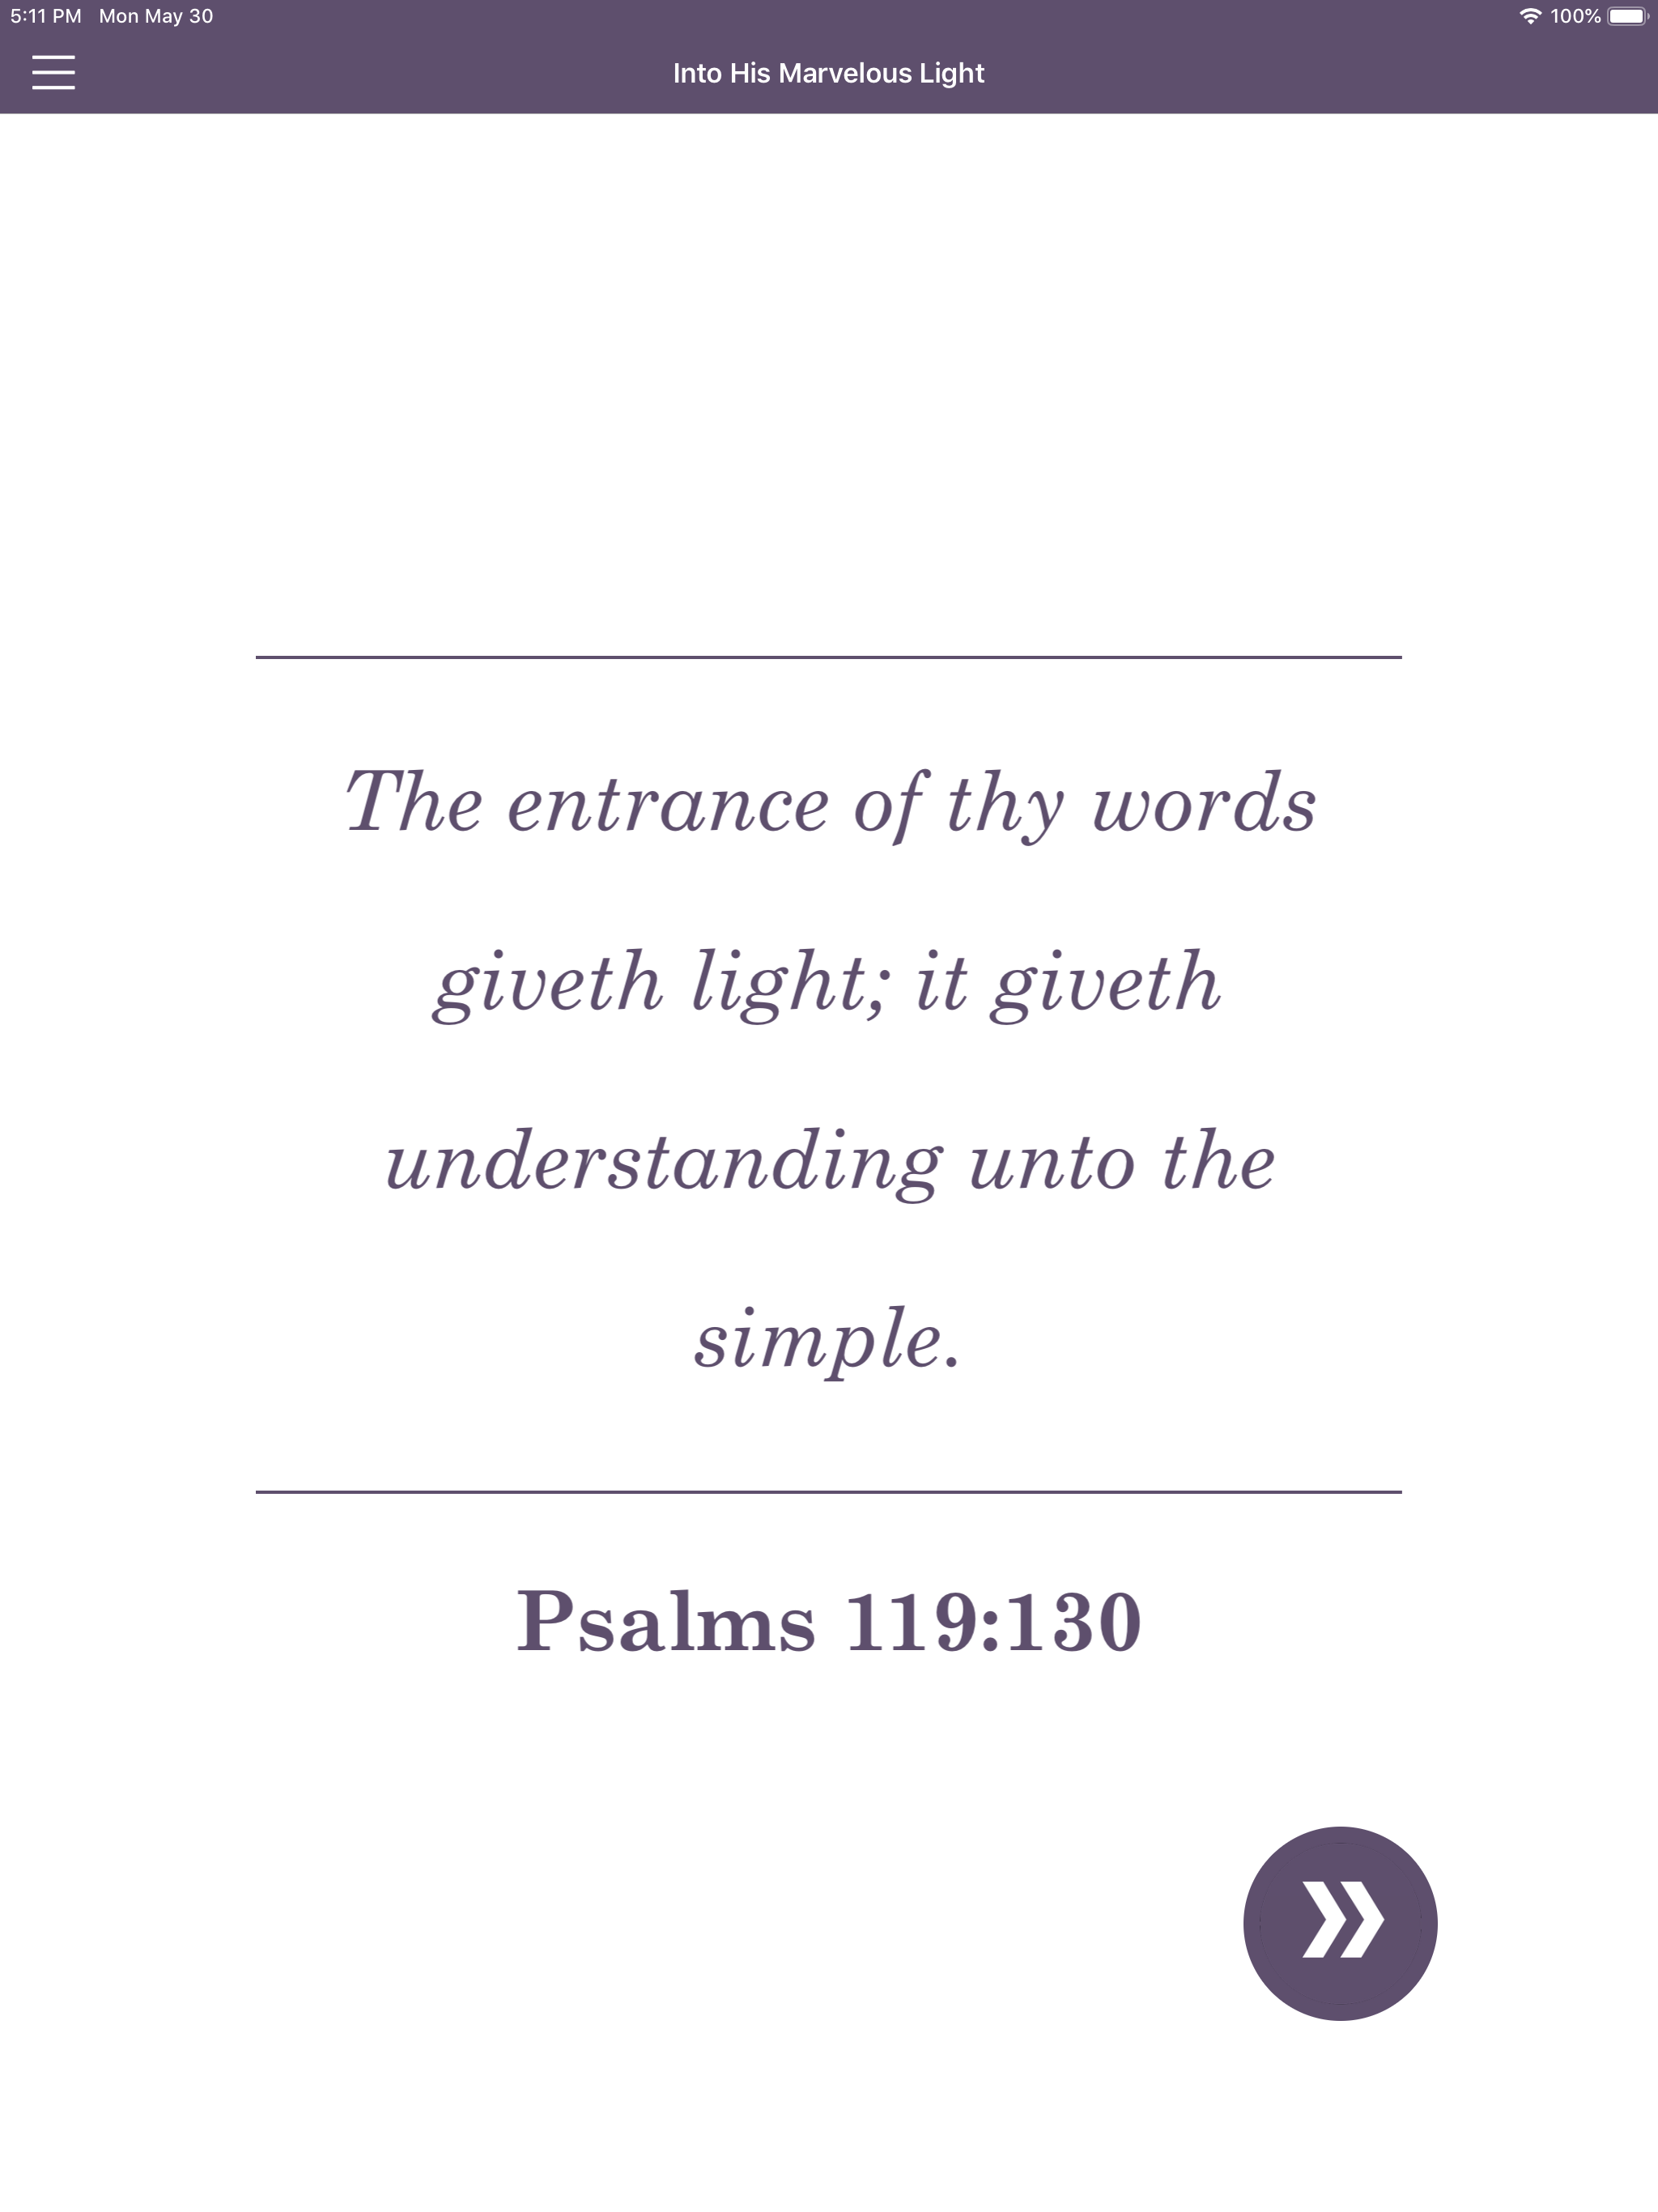 5:11 PM Mon May 30 100%
Into His Marvelous Light
The entrance of thy words
giveth light; it giveth
understanding unto the
simple.
Psalms 119:130